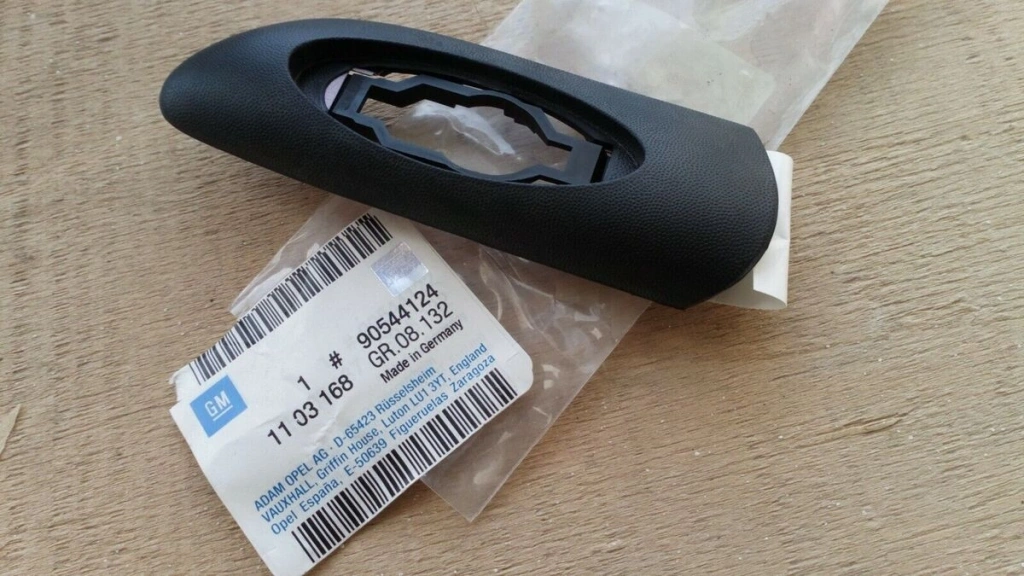 GM
1 # 90544124
11 03 168 GR.08.132
Made in Germany
ADAM OPEL AG - D-65423 Rüsselsheim
VAUXHALL, Griffin House, Luton LU1 3YT, England
Opel España, E-50639 Figueruelas Zaragoza